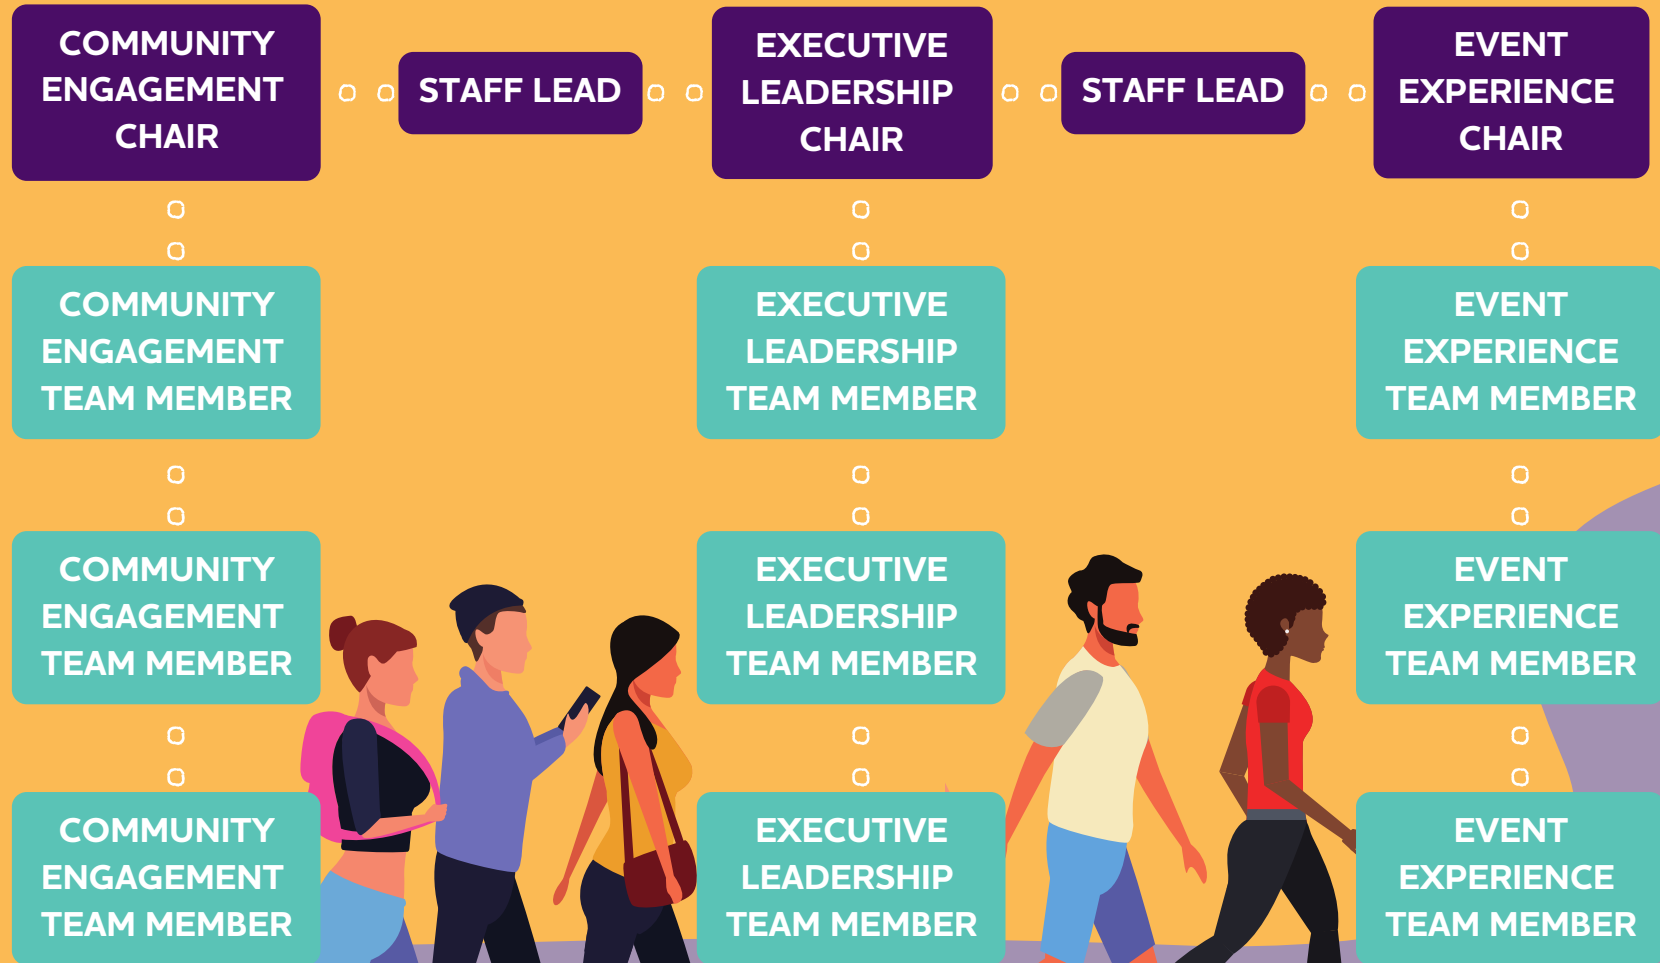 COMMUNITY
ENGAGEMENT
CHAIR
STAFF LEAD
EXECUTIVE
LEADERSHIP
CHAIR
STAFF LEAD
EVENT
EXPERIENCE
CHAIR
COMMUNITY
ENGAGEMENT
TEAM MEMBER
EXECUTIVE
LEADERSHIP
TEAM MEMBER
EVENT
EXPERIENCE
TEAM MEMBER
COMMUNITY
ENGAGEMENT
TEAM MEMBER
EXECUTIVE
LEADERSHIP
TEAM MEMBER
EVENT
EXPERIENCE
TEAM MEMBER
COMMUNITY
ENGAGEMENT
TEAM MEMBER
EXECUTIVE
LEADERSHIP
TEAM MEMBER
EVENT
EXPERIENCE
TEAM MEMBER